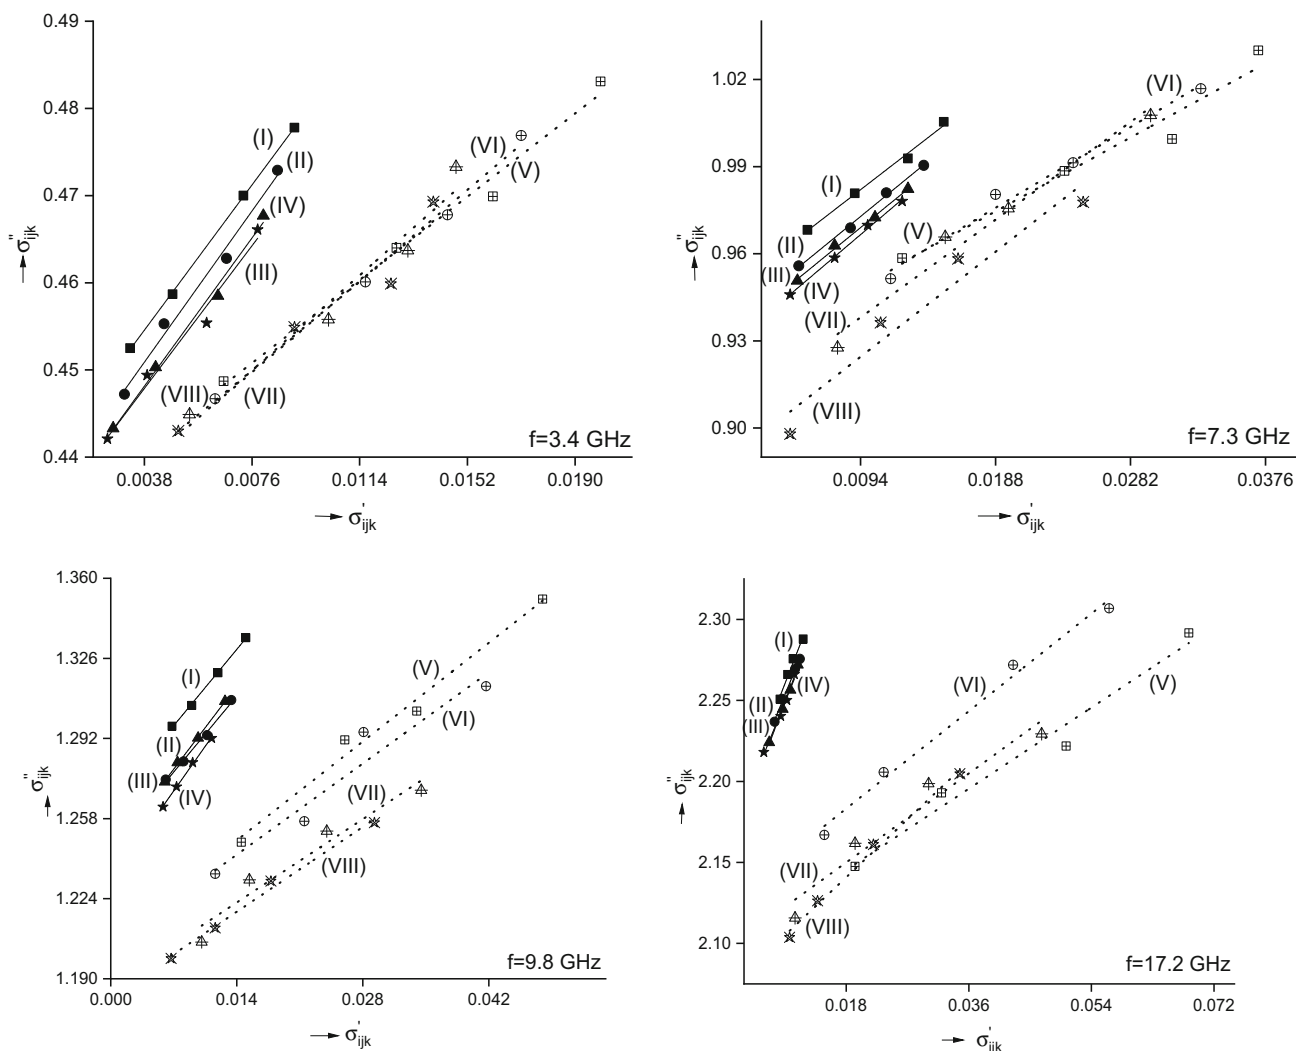 0.49
0.48
0.47
0.46
0.45
0.44
0.0038 0.0076 0.0114 0.0152 0.0190
(I)
(II)
(IV)
(III)
(VI)
(V)
(VIII) (VII)
f=3.4 GHz
σ''ijk
σ'ijk
1.02
0.99
0.96
0.93
0.90
0.0094 0.0188 0.0282 0.0376
(VI)
(I)
(II)
(V)
(III)
(IV)
(VII)
(VIII)
f=7.3 GHz
σ''ijk
σ'ijk
1.360
1.326
1.292
1.258
1.224
1.190
0.000 0.014 0.028 0.042
(I)
(V)
(VI)
(II)
(III)
(IV)
(VII)
(VIII)
f=9.8 GHz
σ''ijk
σ'ijk
2.30
2.25
2.20
2.15
2.10
0.018 0.036 0.054 0.072
(I)
(VI)
(IV)
(V)
(II)
(III)
(VII)
(VIII)
f=17.2 GHz
σ''ijk
σ'ijk